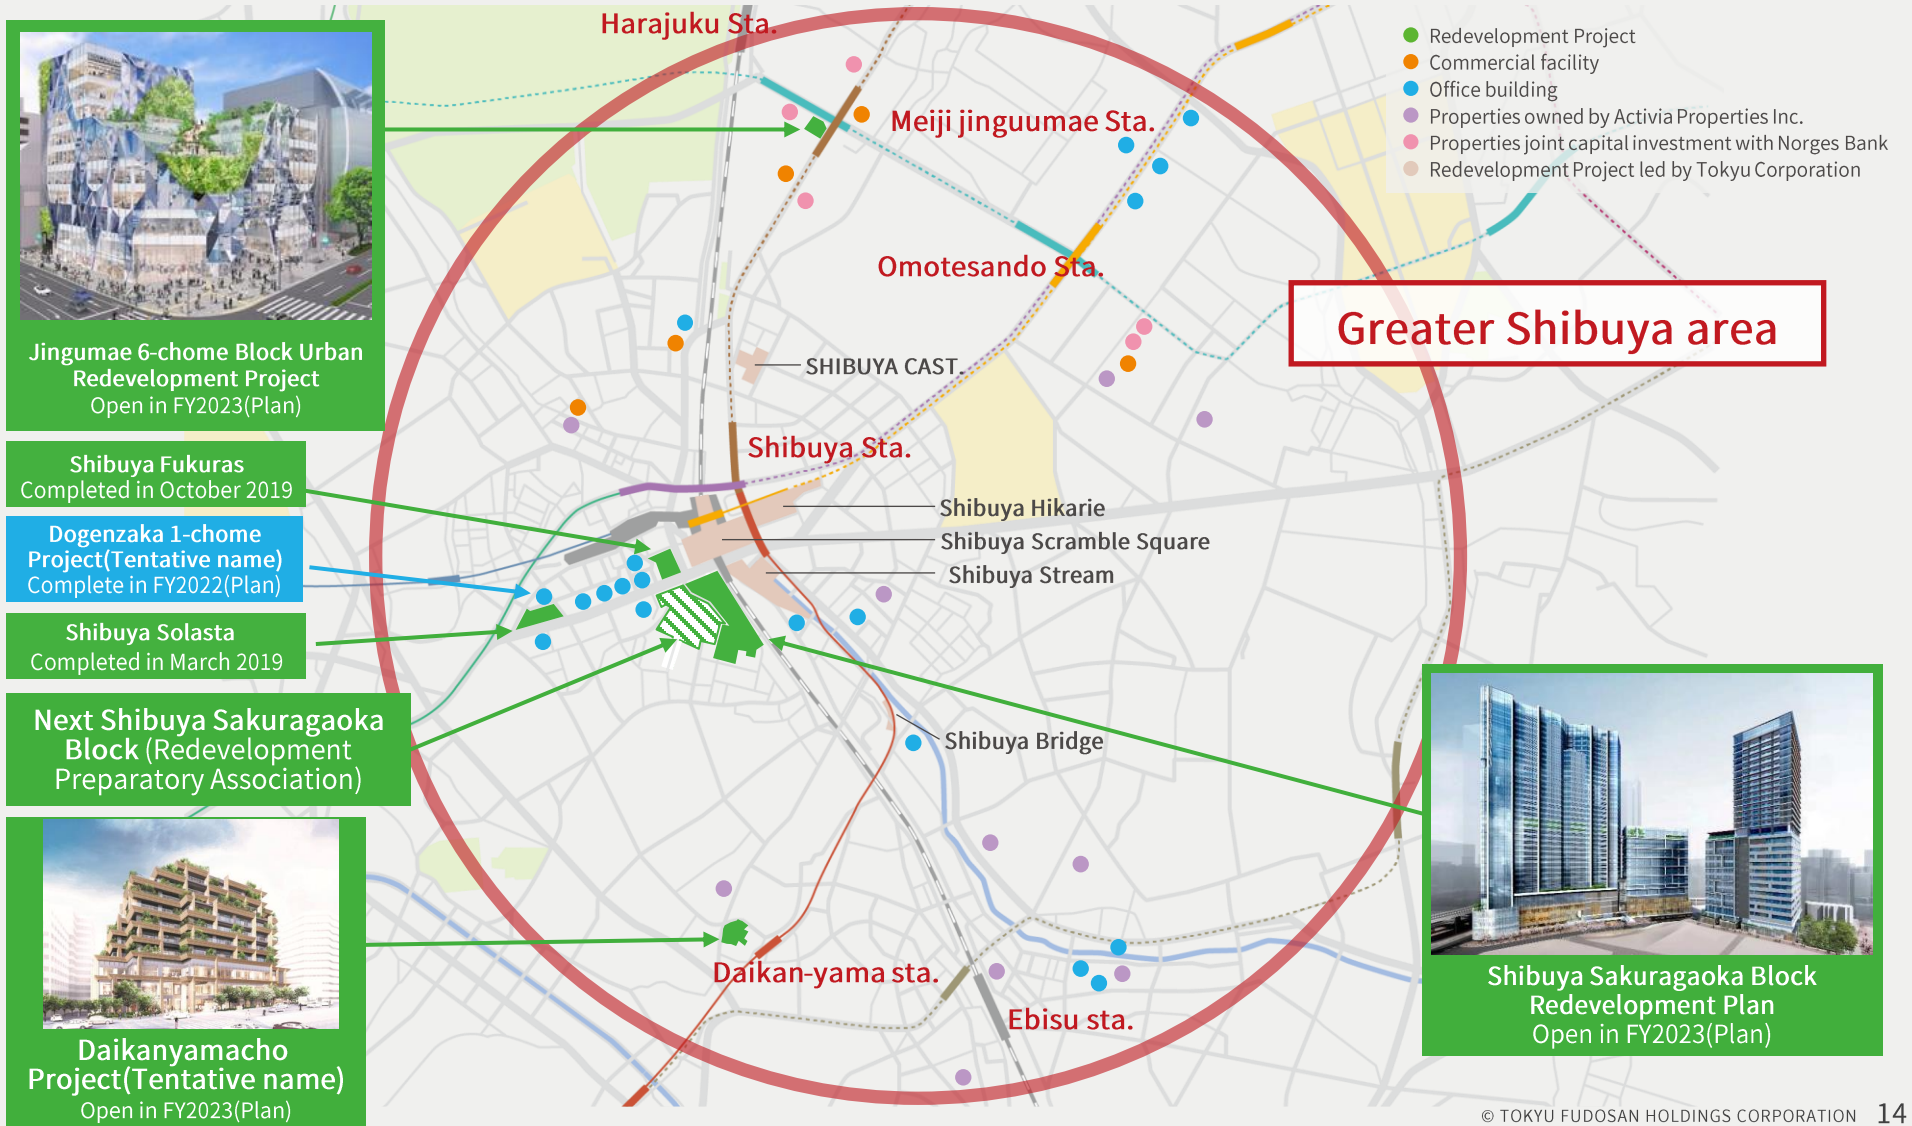 Harajuku Sta.
Meiji jinguumae Sta.
Omotesando Sta.
Redevelopment Project
Commercial facility
Office building
Properties owned by Activia Properties Inc.
Properties joint capital investment with Norges Bank
Redevelopment Project led by Tokyu Corporation
Greater Shibuya area
Jingumae 6-chome Block Urban
Redevelopment Project
Open in FY2023(Plan)
SHIBUYA CAST.
Shibuya Sta.
Shibuya Fukuras
Completed in October 2019
Dogenzaka 1-chome
Project(Tentative name)
Complete in FY2022(Plan)
Shibuya Solasta
Completed in March 2019
Shibuya Hikarie
Shibuya Scramble Square
Shibuya Stream
Next Shibuya Sakuragaoka
Block (Redevelopment
Preparatory Association)
Shibuya Bridge
Daikan-yama sta.
Ebisu sta.
Daikanyamacho
Project(Tentative name)
Open in FY2023(Plan)
Shibuya Sakuragaoka Block
Redevelopment Plan
Open in FY2023(Plan)
© TOKYU FUDOSAN HOLDINGS CORPORATION 14